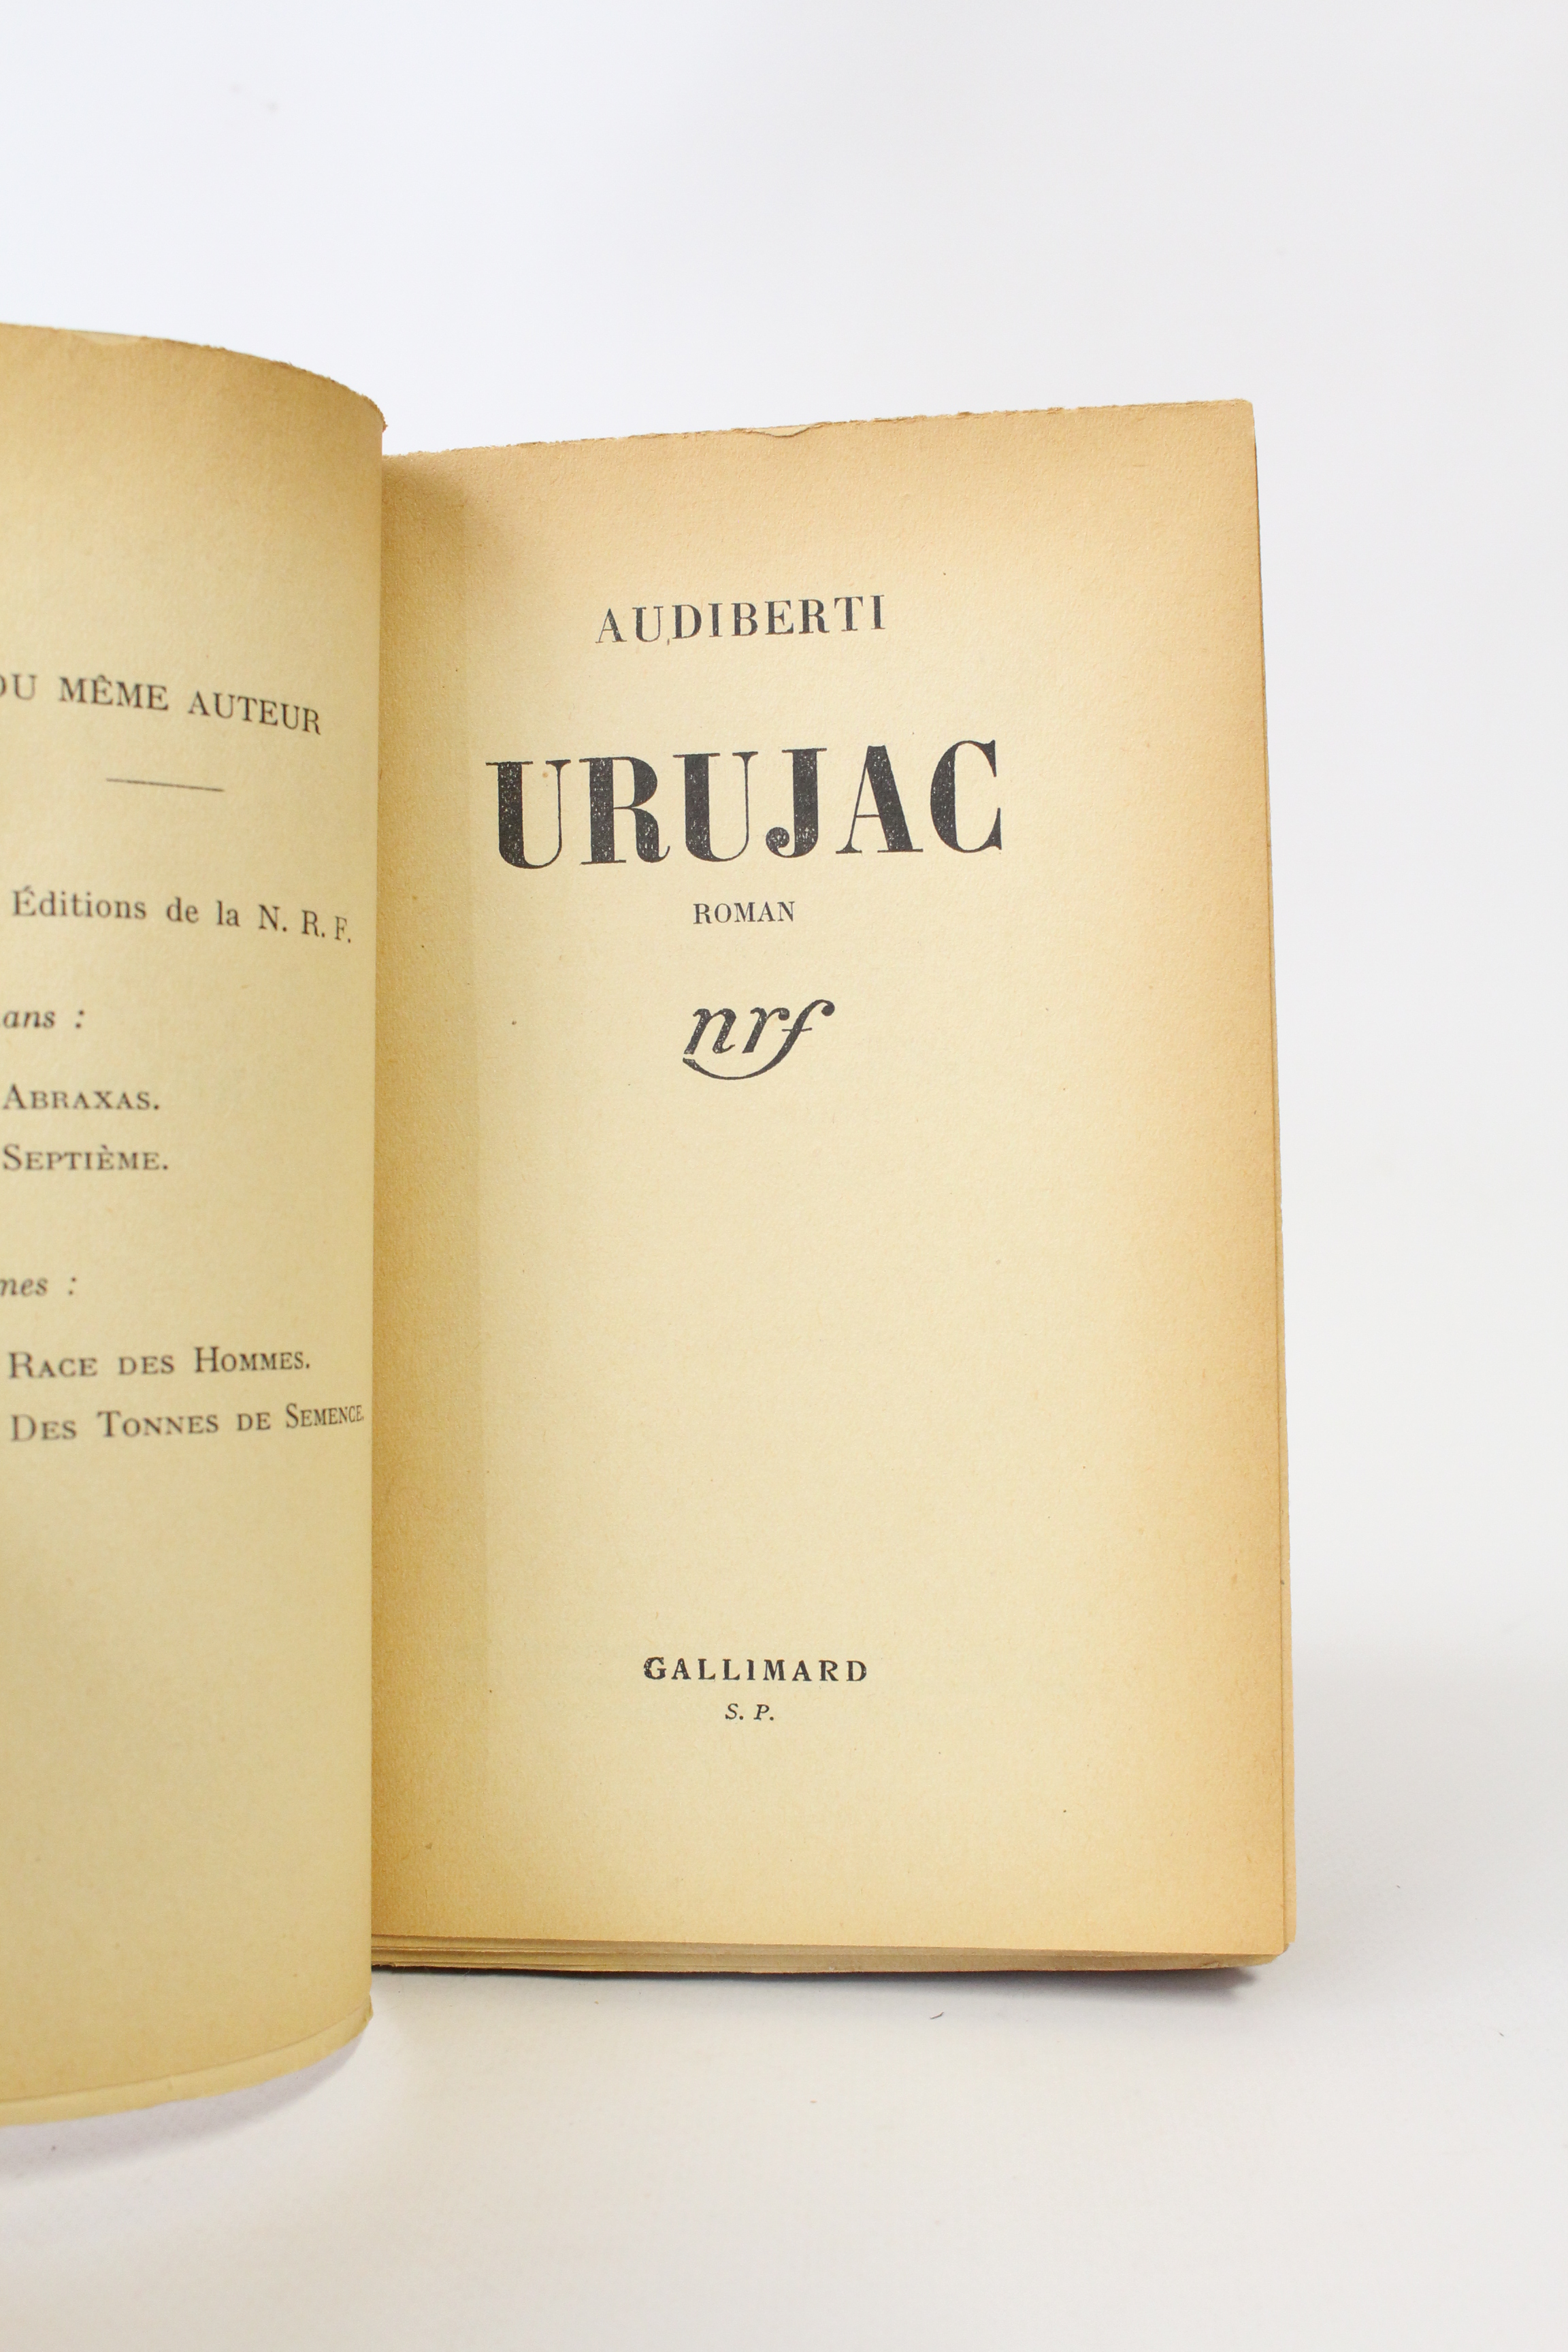 DU MÊME AUTEUR
Éditions de la N. R. F.
ans :
ABRAXAS.
SEPTIÈME.
mes :
RACE DES HOMMES.
DES TONNES DE SEMENCE.
AUDIBERTI
URUJAC
ROMAN
nrf
GALLIMARD
S. P.